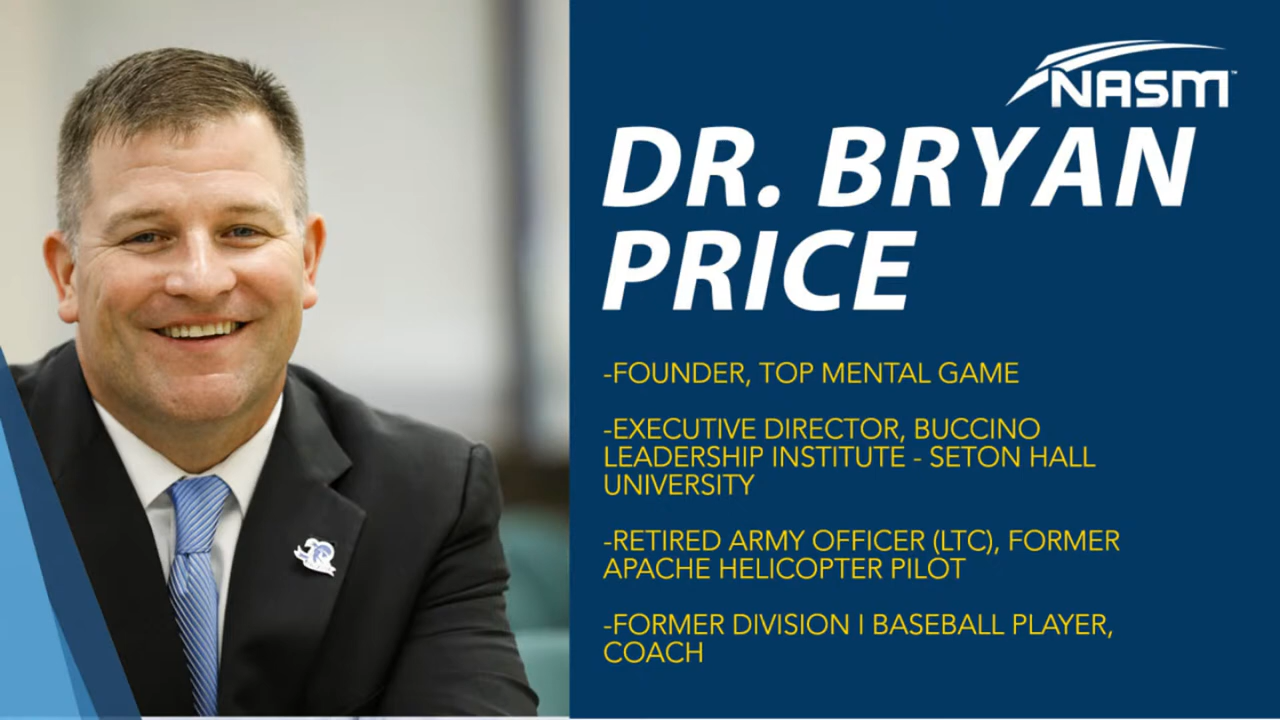 NASM™
DR. BRYAN
PRICE
-FOUNDER, TOP MENTAL GAME
-EXECUTIVE DIRECTOR, BUCCINO
LEADERSHIP INSTITUTE - SETON HALL
UNIVERSITY
-RETIRED ARMY OFFICER (LTC), FORMER
APACHE HELICOPTER PILOT
-FORMER DIVISION I BASEBALL PLAYER,
COACH